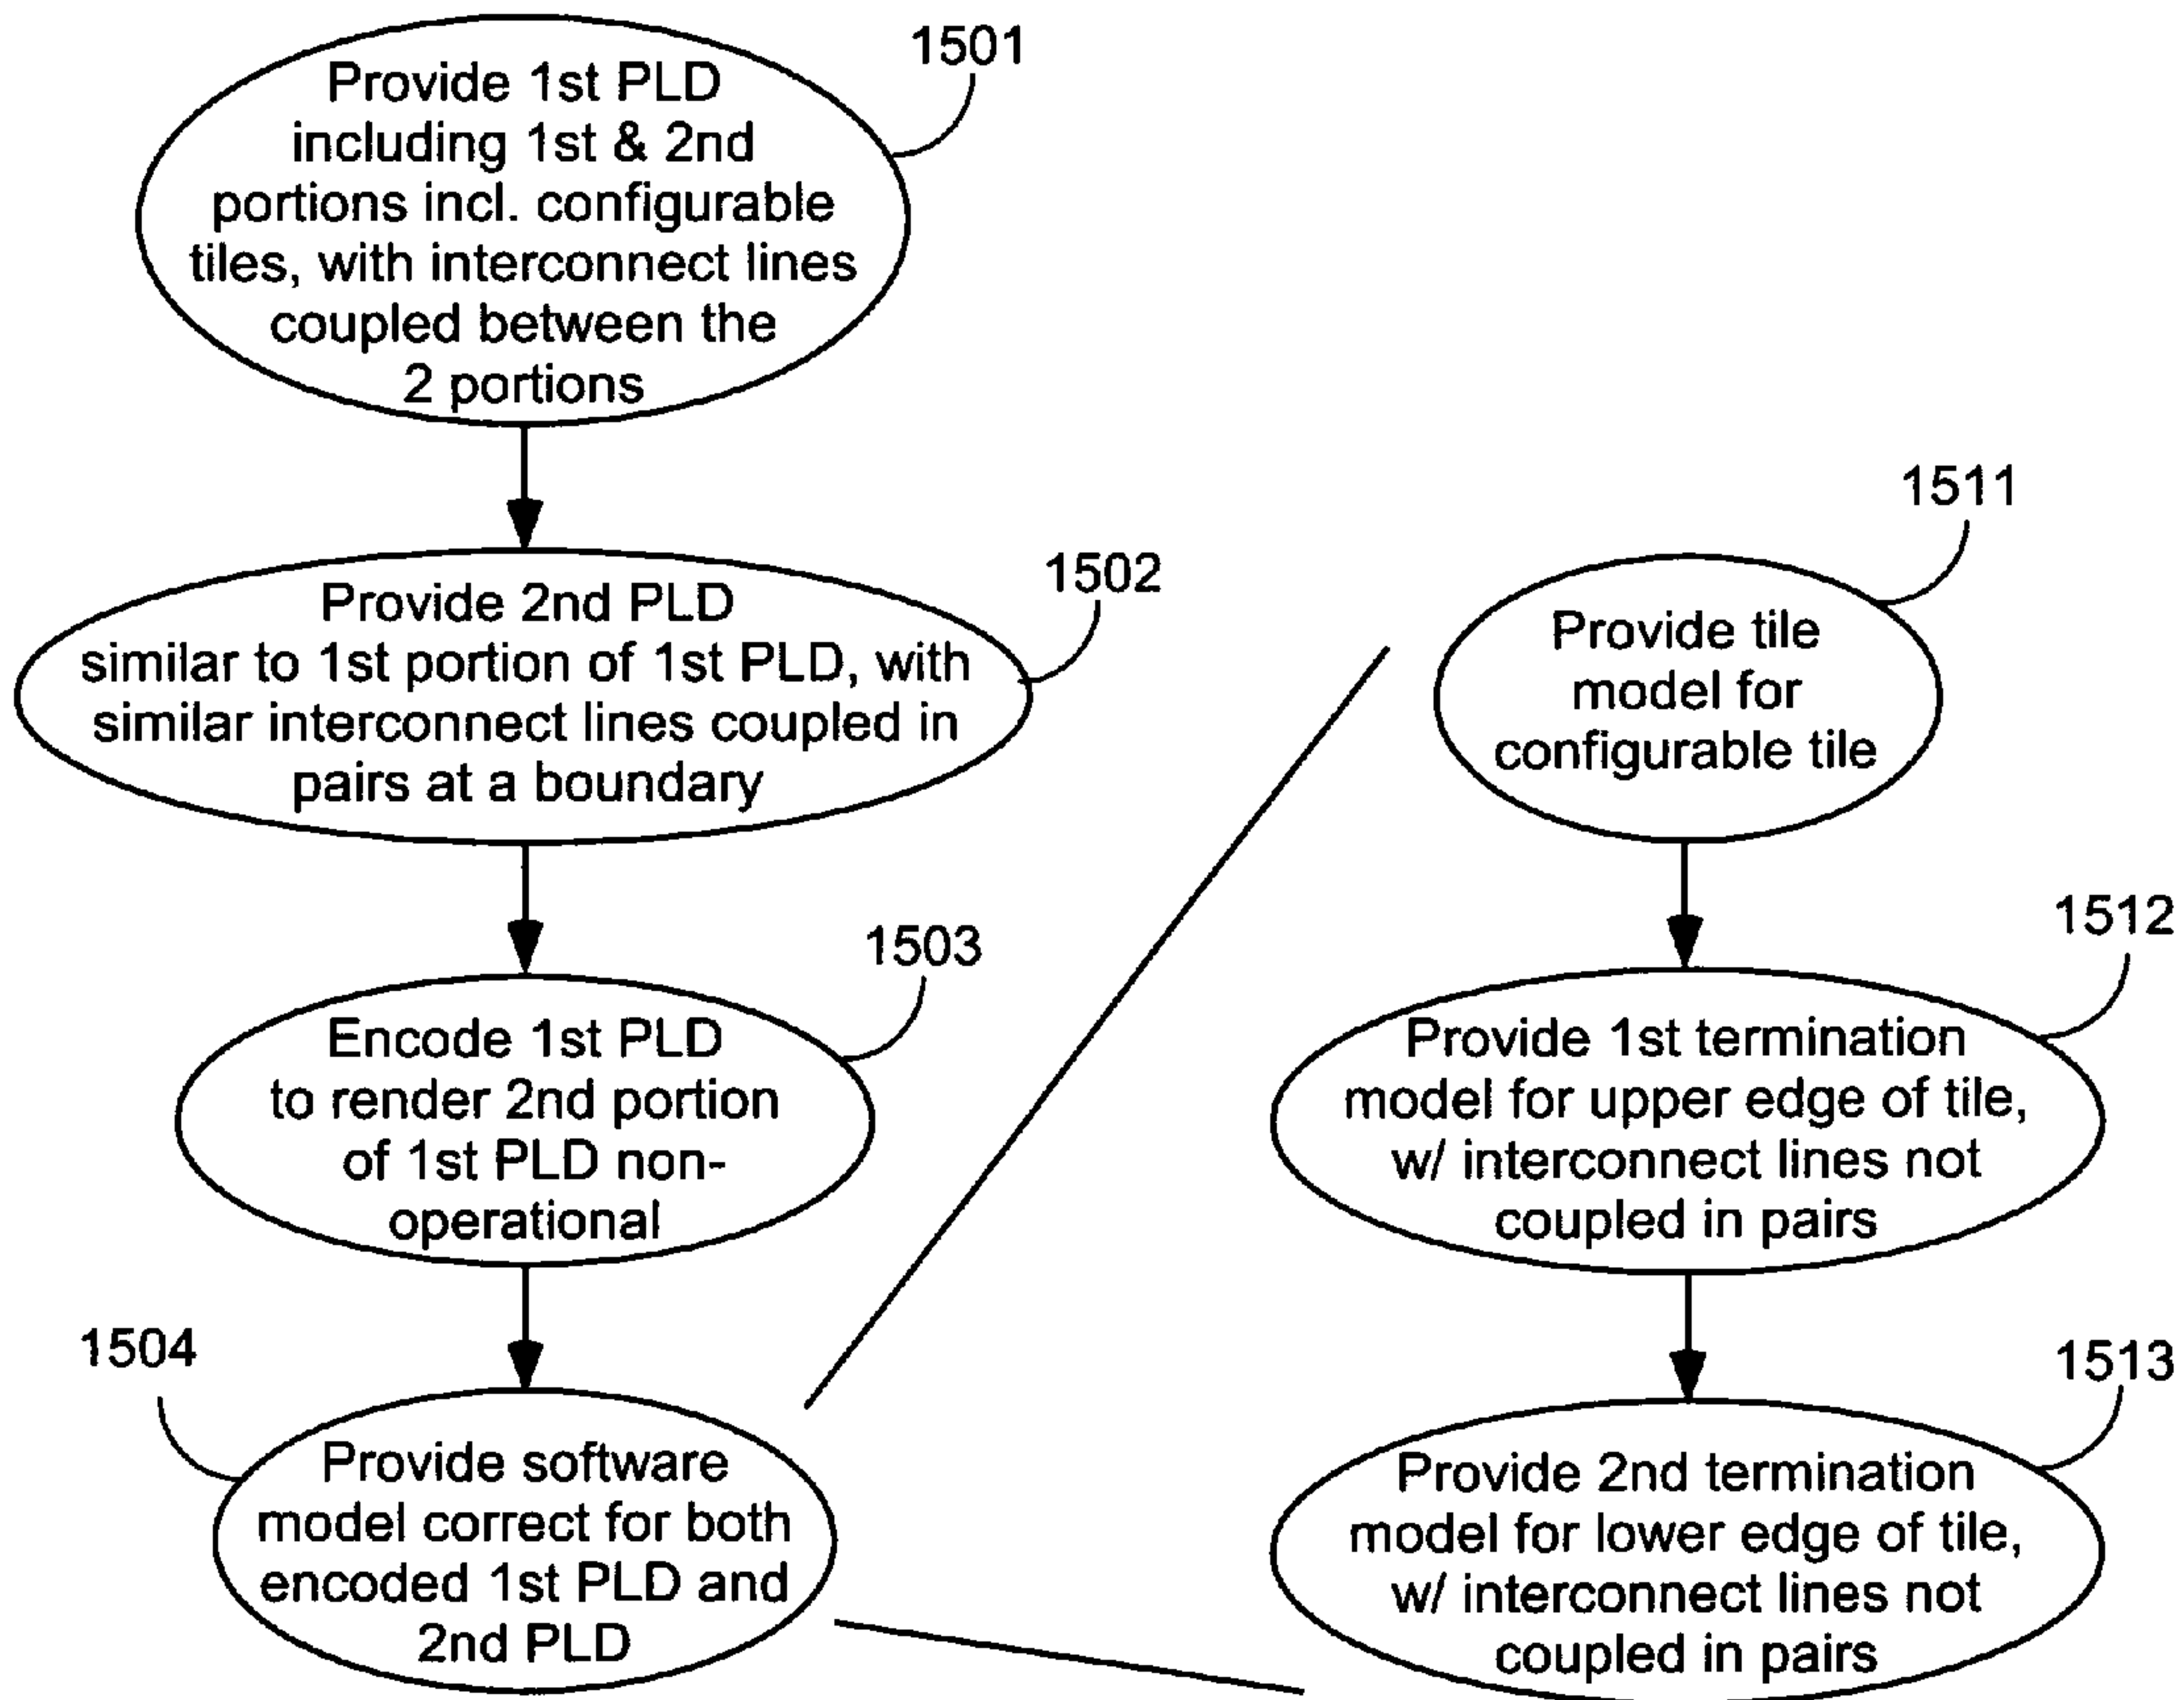 1501
Provide 1st PLD
including 1st & 2nd
portions incl. configurable
tiles, with interconnect lines
coupled between the
2 portions
1502
Provide 2nd PLD
similar to 1st portion of 1st PLD, with
similar interconnect lines coupled in
pairs at a boundary
1503
Encode 1st PLD
to render 2nd portion
of 1st PLD non-
operational
1504
Provide software
model correct for both
encoded 1st PLD and
2nd PLD
1511
Provide tile
model for
configurable tile
1512
Provide 1st termination
model for upper edge of tile,
w/ interconnect lines not
coupled in pairs
1513
Provide 2nd termination
model for lower edge of tile,
w/ interconnect lines not
coupled in pairs